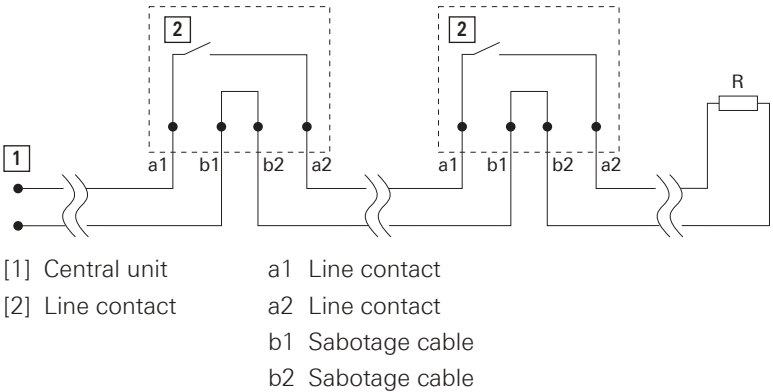 2 2
R
1
a1 b1 b2 a2 a1 b1 b2 a2
[1] Central unit a1 Line contact
[2] Line contact a2 Line contact
b1 Sabotage cable
b2 Sabotage cable